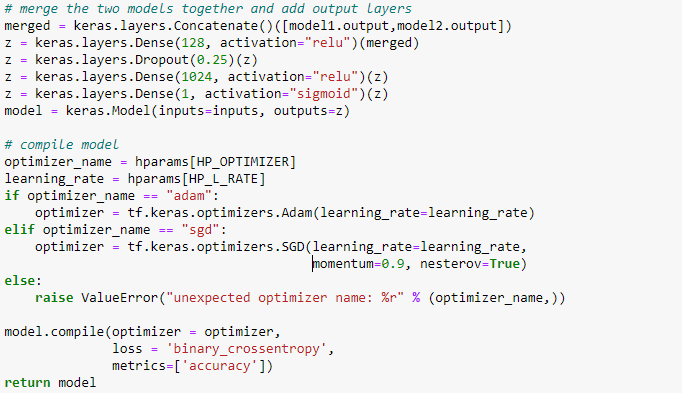 # merge the two models together and add output layers
merged = keras.layers.Concatenate()([model1.output,model2.output])
z = keras.layers.Dense(128, activation="relu")(merged)
z = keras.layers.Dropout(0.25)(z)
z = keras.layers.Dense(1024, activation="relu")(z)
z = keras.layers.Dense(1, activation="sigmoid")(z)
model = keras.Model(inputs=inputs, outputs=z)

# compile model
optimizer_name = hparams[HP_OPTIMIZER]
learning_rate = hparams[HP_L_RATE]
if optimizer_name == "adam":
    optimizer = tf.keras.optimizers.Adam(learning_rate=learning_rate)
elif optimizer_name == "sgd":
    optimizer = tf.keras.optimizers.SGD(learning_rate=learning_rate,
                                        momentum=0.9, nesterov=True)
else:
    raise ValueError("unexpected optimizer name: %r" % (optimizer_name,))

model.compile(optimizer = optimizer,
              loss = 'binary_crossentropy',
              metrics=['accuracy'])
return model